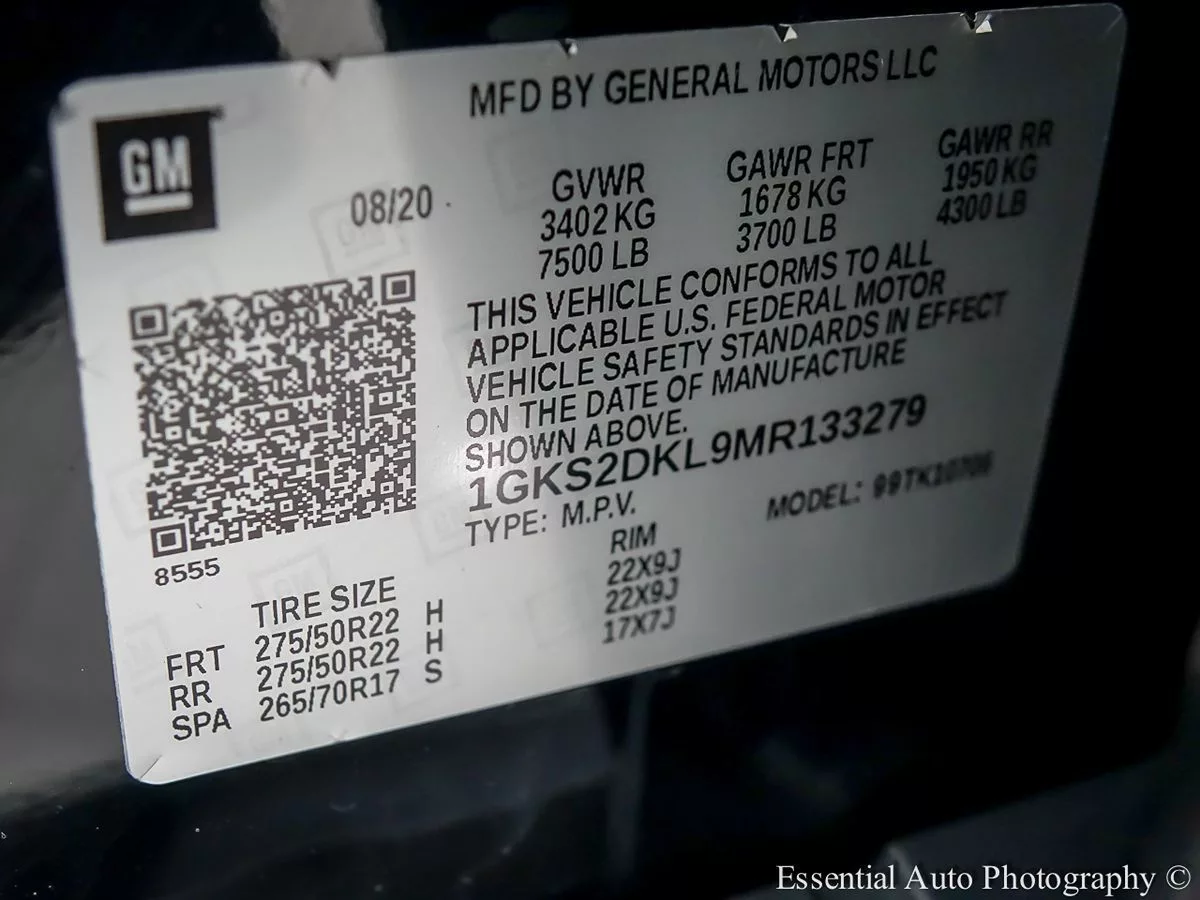 MFD BY GENERAL MOTORS LLC
GM
08/20
GVWR
3402 KG
7500 LB
GAWR FRT
1678 KG
3700 LB
GAWR RR
1950 KG
4300 LB
THIS VEHICLE CONFORMS TO ALL
APPLICABLE U.S. FEDERAL MOTOR
VEHICLE SAFETY STANDARDS IN EFFECT
ON THE DATE OF MANUFACTURE
SHOWN ABOVE.
1GKS2DKL9MR133279
TYPE: M.P.V. MODEL: 99TK10706
8555
TIRE SIZE RIM
FRT 275/50R22 H 22X9J
RR 275/50R22 H 22X9J
SPA 265/70R17 S 17X7J
Essential Auto Photography ©